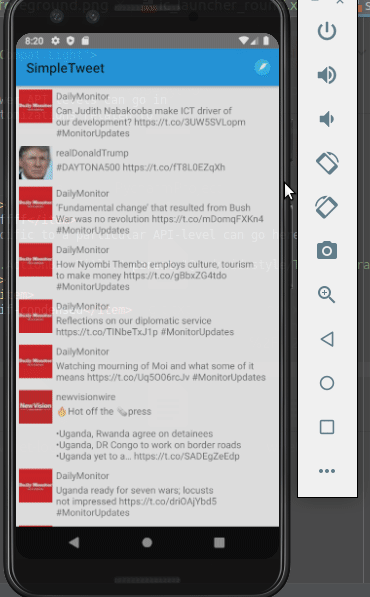 8:20
SimpleTweet
DailyMonitor
Can Judith Nabakooba make ICT driver of
our development? https://t.co/3UW5SVLopm
#MonitorUpdates
realDonaldTrump
#DAYTONA500 https://t.co/fT8L0EZqXh
DailyMonitor
'Fundamental change' that resulted from Bush
War was no revolution https://t.co/mDomqFXKn4
#MonitorUpdates
DailyMonitor
How Nyombi Thembo employs culture, tourism
to make money https://t.co/g8bxZG4tdo
#MonitorUpdates
DailyMonitor
Reflections on our diplomatic service
https://t.co/TlNbeTxJ1p #MonitorUpdates
DailyMonitor
Watching mourning of Moi and what some of it
means https://t.co/Uq5O06rcJv #MonitorUpdates
newvisionwire
🔥Hot off the 🗞press
•Uganda, Rwanda agree on detainees
•Uganda, DR Congo to work on border roads
•Uganda yet to a... https://t.co/SADEgZeEdp
DailyMonitor
Uganda ready for seven wars; locusts
not impressed https://t.co/driOAjYbd5
#MonitorUpdates